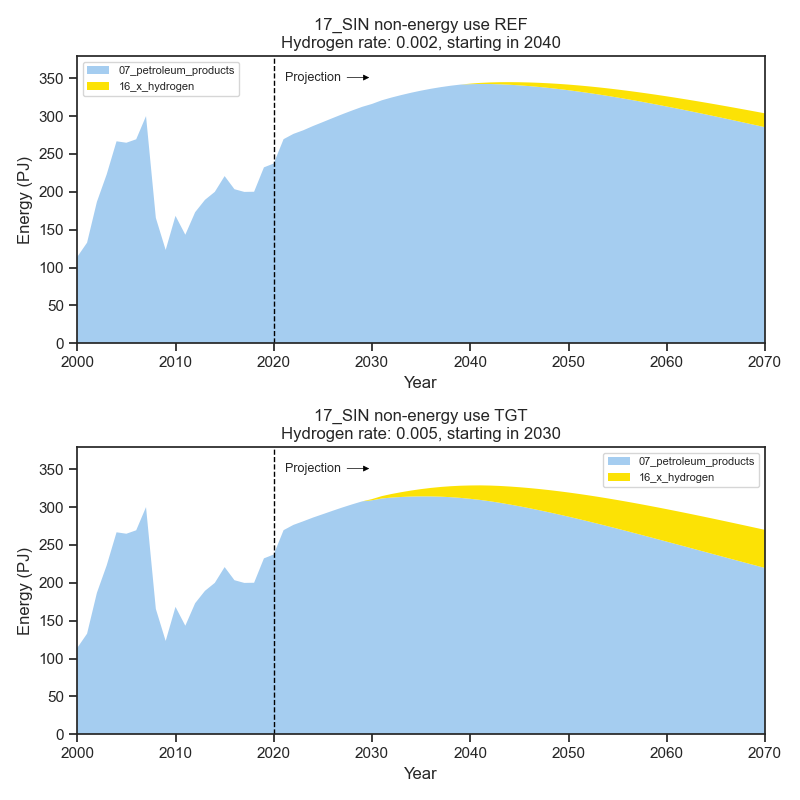 17_SIN non-energy use REF
Hydrogen rate: 0.002, starting in 2040
07_petroleum_products
16_x_hydrogen
Projection
Energy (PJ)
350
300
250
200
150
100
50
0
2000 2010 2020 2030 2040 2050 2060 2070
Year
17_SIN non-energy use TGT
Hydrogen rate: 0.005, starting in 2030
Projection
07_petroleum_products
16_x_hydrogen
Energy (PJ)
350
300
250
200
150
100
50
0
2000 2010 2020 2030 2040 2050 2060 2070
Year